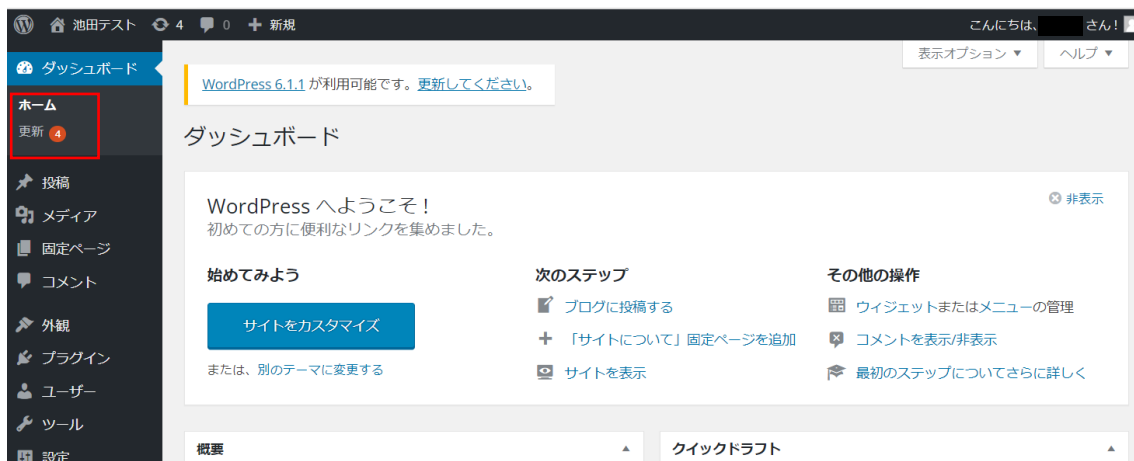 池田テスト 4 0 新規 こんにちは、 さん!
表示オプション ▼ ヘルプ ▼
ダッシュボード
ホーム
更新 4
投稿
メディア
固定ページ
コメント
外観
プラグイン
ユーザー
ツール
設定
WordPress 6.1.1 が利用可能です。更新してください。
ダッシュボード
WordPress へようこそ !
初めての方に便利なリンクを集めました。
非表示
始めてみよう
サイトをカスタマイズ
または、別のテーマに変更する
次のステップ
ブログに投稿する
「サイトについて」固定ページを追加
サイトを表示
その他の操作
ウィジェットまたはメニューの管理
コメントを表示/非表示
最初のステップについてさらに詳しく
概要
クイックドラフト